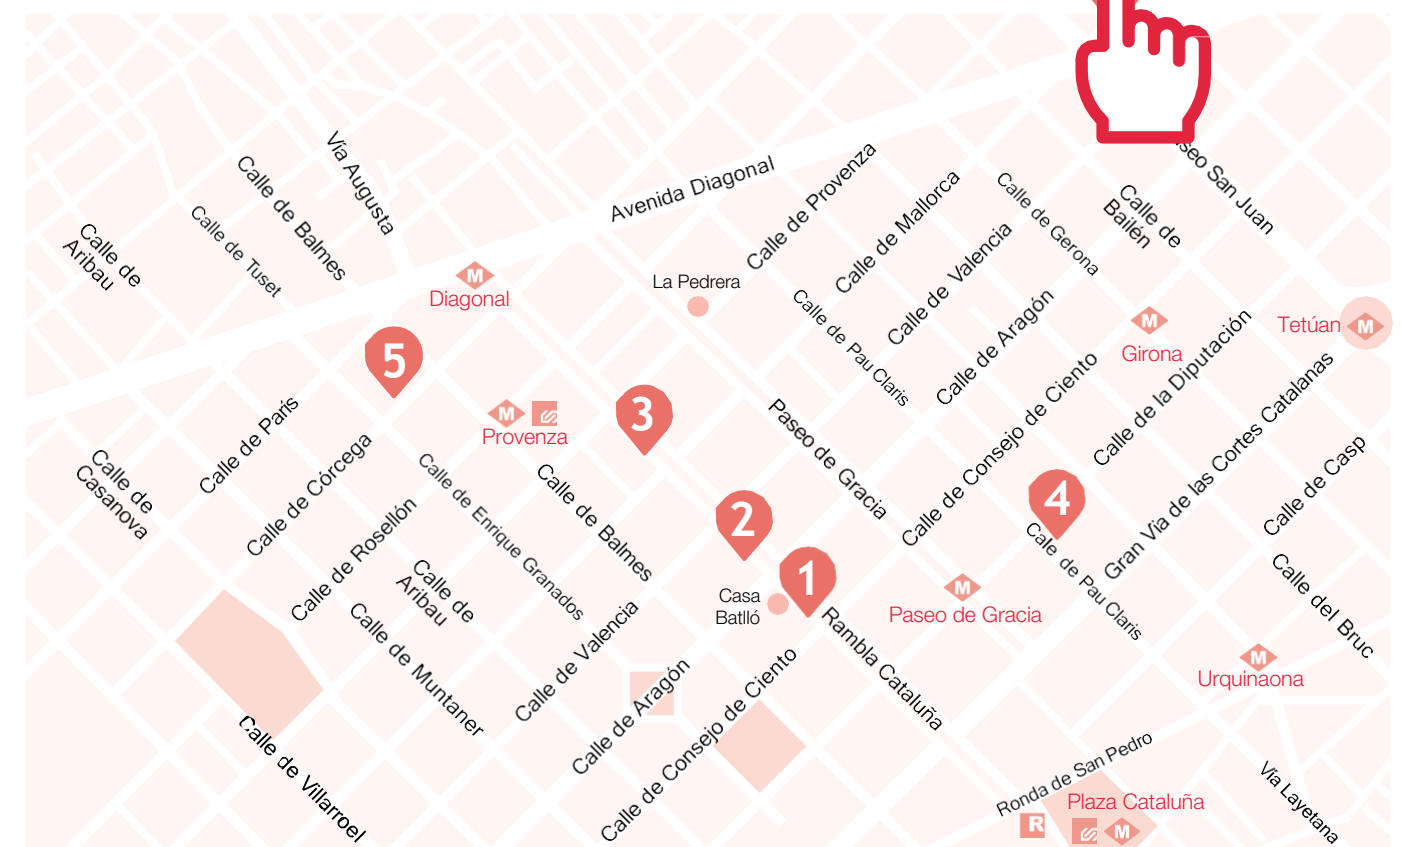 Vía Augusta
Calle de Balmes
Calle de Tuset
Calle de
Aribau
Avenida Diagonal
Calle de Provenza
Calle de Mallorca
Calle de Gerona
Calle de
Bailén
seo San Juan
Calle de Valencia
M
Diagonal
La Pedrera
Calle de Pau Claris
Calle de Aragón
M
Girona
Calle de la Diputación
Tetúan
M
5
3
M
Provenza
Calle de París
Calle de Córcega
Calle de
Casanova
Calle de Rosellón
Calle de Enrique Granados
Calle de Balmes
Paseo de Gracia
Calle de Consejo de Ciento
Gran Vía de las Cortes Catalanas
Calle de Casp
2
4
1
Casa
Batlló
Calle de
Aribau
Calle de Muntaner
Calle de Valencia
Calle de Aragón
Calle de Consejo de Ciento
Rambla Cataluña
M
Paseo de Gracia
Cale de Pau Claris
Calle del Bruc
M
Urquinaona
Calle de Villarroel
Ronda de San Pedro
Plaza Cataluña
R
M
Vía Layetana